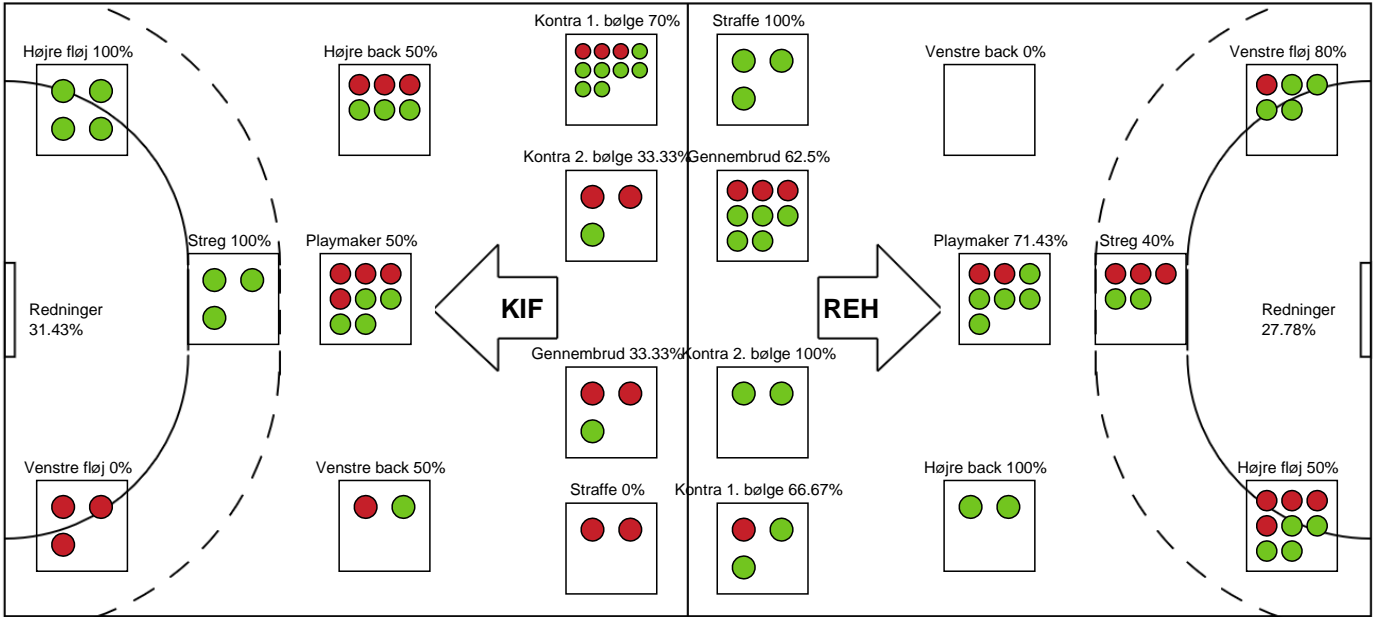 Kontra 1. bølge 70%
Straffe 100%
Højre fløj 100%
Højre back 50%
Venstre back 0%
Venstre fløj 80%
Kontra 2. bølge 33.33%
Gennembrud 62.5%
Streg 100%
Playmaker 50%
Playmaker 71.43%
Streg 40%
Redninger
31.43%
KIF
REH
Redninger
27.78%
Gennembrud 33.33%
Kontra 2. bølge 100%
Venstre fløj 0%
Venstre back 50%
Straffe 0%
Kontra 1. bølge 66.67%
Højre back 100%
Højre fløj 50%